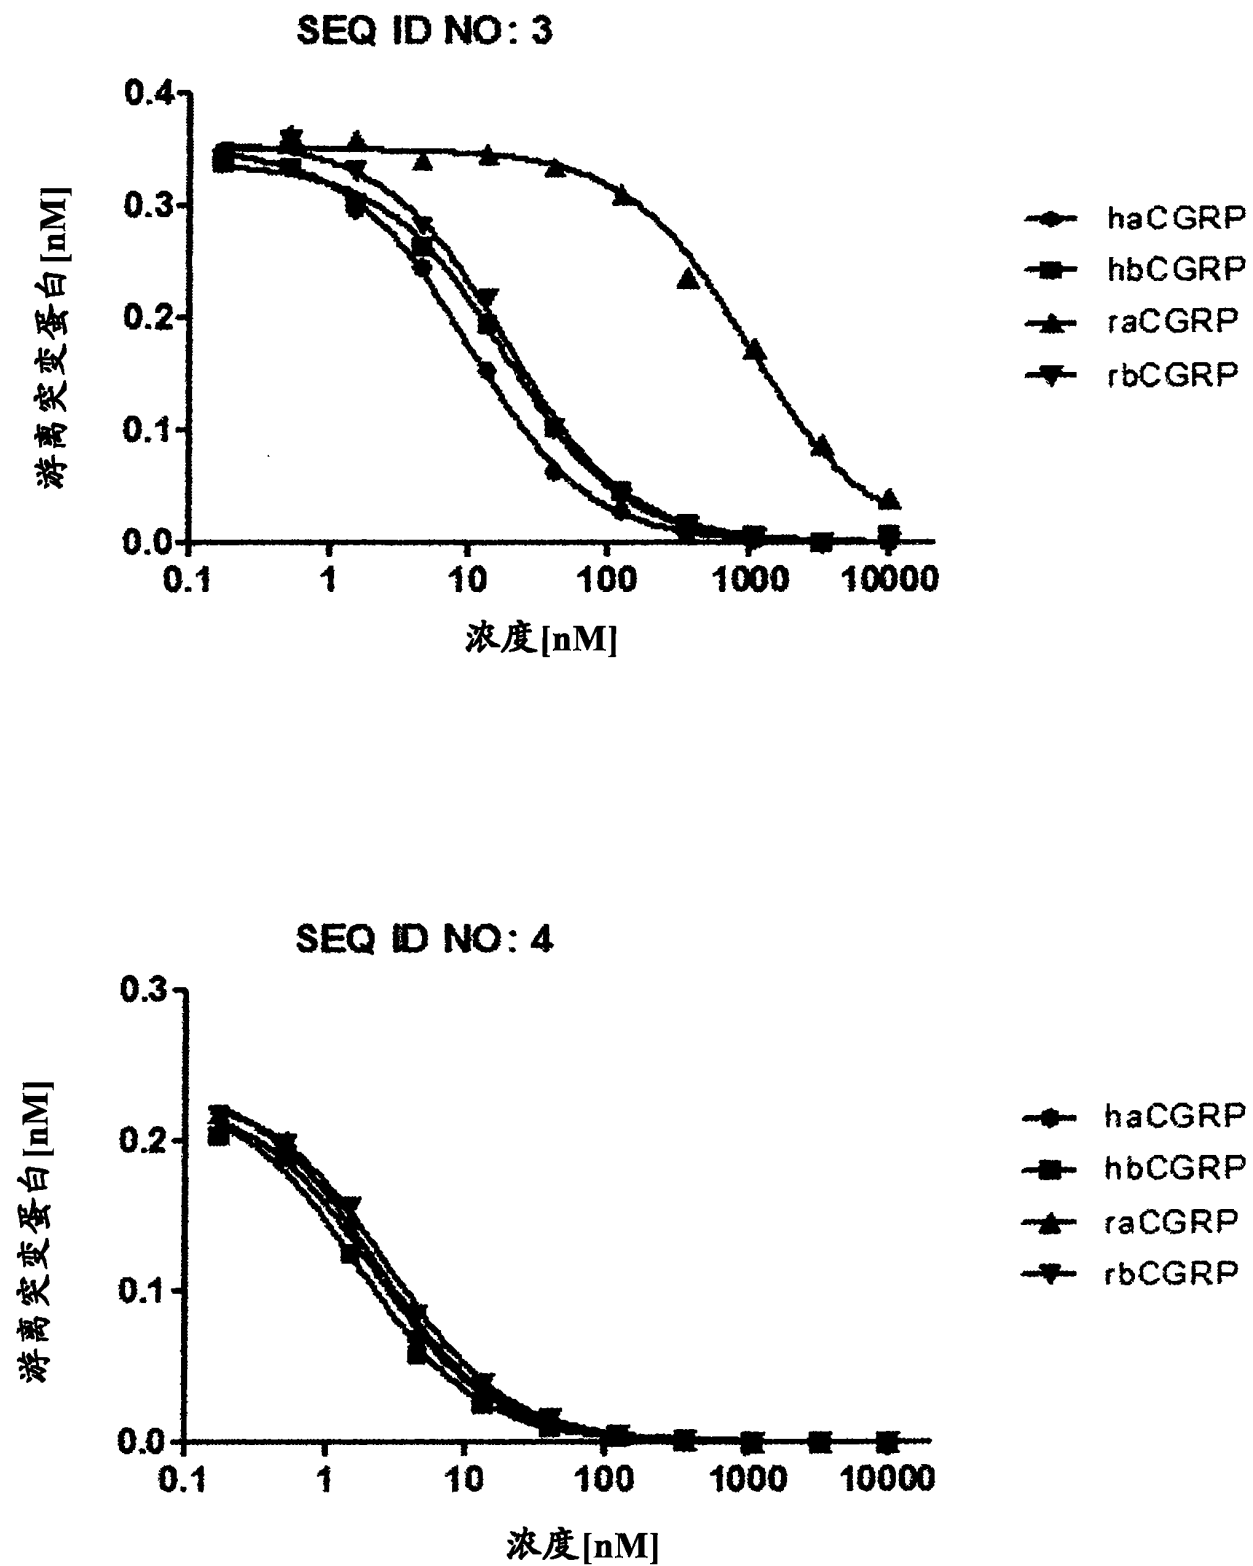 SEQ ID NO: 3
0.4
0.3
0.2
0.1
0.0
游离突变蛋白[nM]
0.1 1 10 100 1000 10000
浓度[nM]
haCGRP
hbCGRP
raCGRP
rbCGRP
SEQ ID NO: 4
0.3
0.2
0.1
0.0
游离突变蛋白[nM]
0.1 1 10 100 1000 10000
浓度[nM]
haCGRP
hbCGRP
raCGRP
rbCGRP